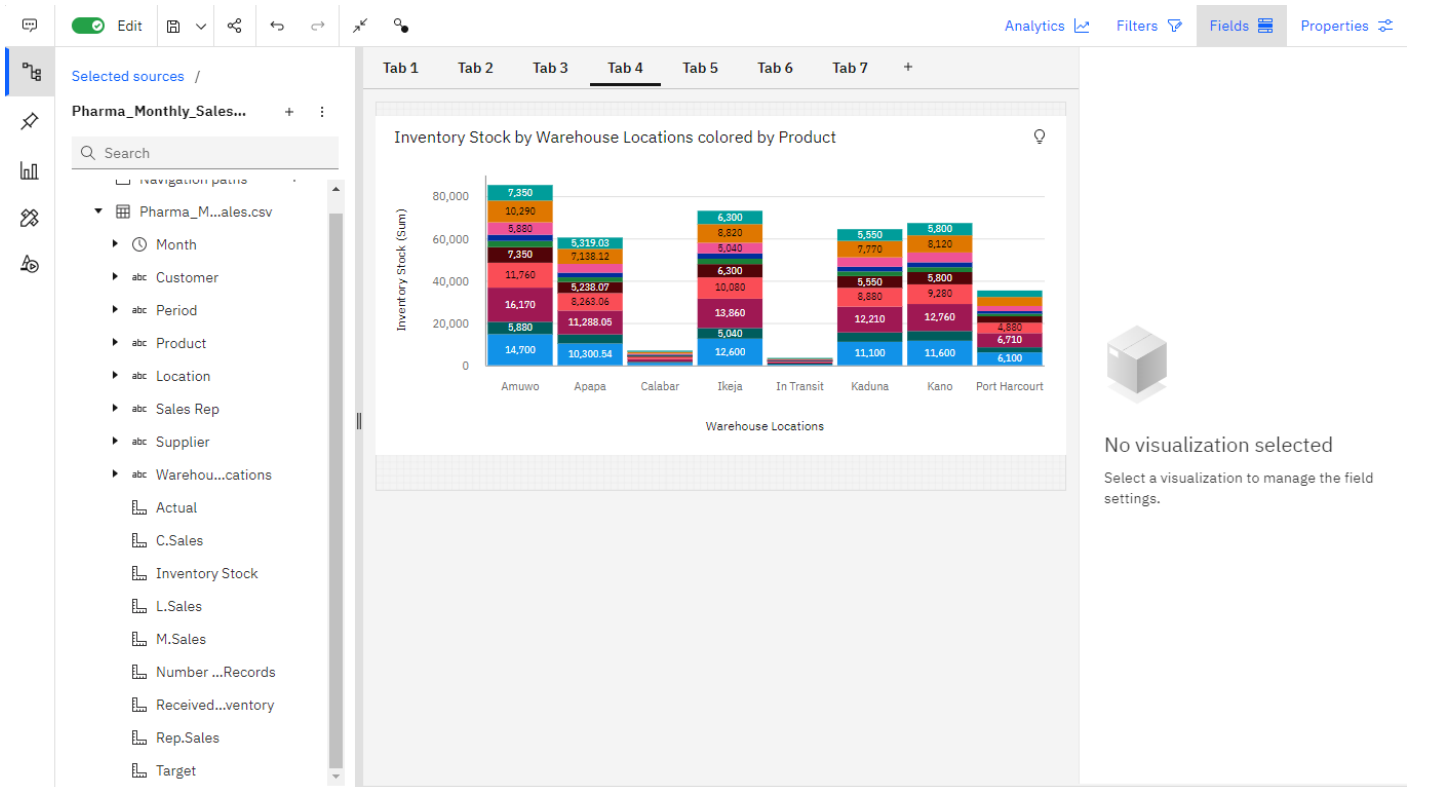 Edit
Analytics
Filters
Fields
Properties
Selected sources /
Pharma_Monthly_Sales...
Search
Navigation paths
Pharma_M...ales.csv
Month
abc Customer
abc Period
abc Product
abc Location
abc Sales Rep
abc Supplier
abc Warehou...cations
Actual
C.Sales
Inventory Stock
L.Sales
M.Sales
Number ...Records
Received...ventory
Rep.Sales
Target
Tab 1 Tab 2 Tab 3 Tab 4 Tab 5 Tab 6 Tab 7 +
Inventory Stock by Warehouse Locations colored by Product
Inventory Stock (Sum)
80,000
60,000
40,000
20,000
0
7,350
10,290
5,880
7,350
11,760
16,170
5,880
14,700
5,319.03
7,138.12
5,238.07
8,263.06
11,288.05
10,300.54
6,300
8,820
5,040
6,300
10,080
13,860
5,040
12,600
5,550
7,770
5,550
8,880
12,210
11,100
5,800
8,120
5,800
9,280
12,760
11,600
4,880
6,710
6,100
Amuwo Apapa Calabar Ikeja In Transit Kaduna Kano Port Harcourt
Warehouse Locations
No visualization selected
Select a visualization to manage the field
settings.